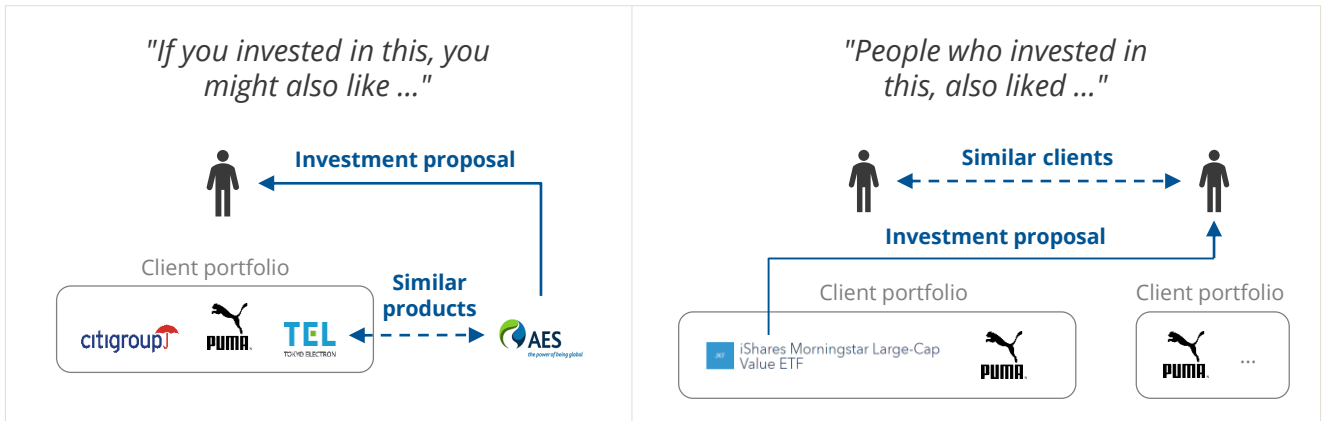 "If you invested in this, you
might also like ..."
Investment proposal
Client portfolio
Similar
products
citigroup
PUMA
TEL
TOKYO ELECTRON
AES
the power of being global
"People who invested in
this, also liked ..."
Similar clients
Investment proposal
Client portfolio
JKF
iShares Morningstar Large-Cap
Value ETF
PUMA
Client portfolio
PUMA
...